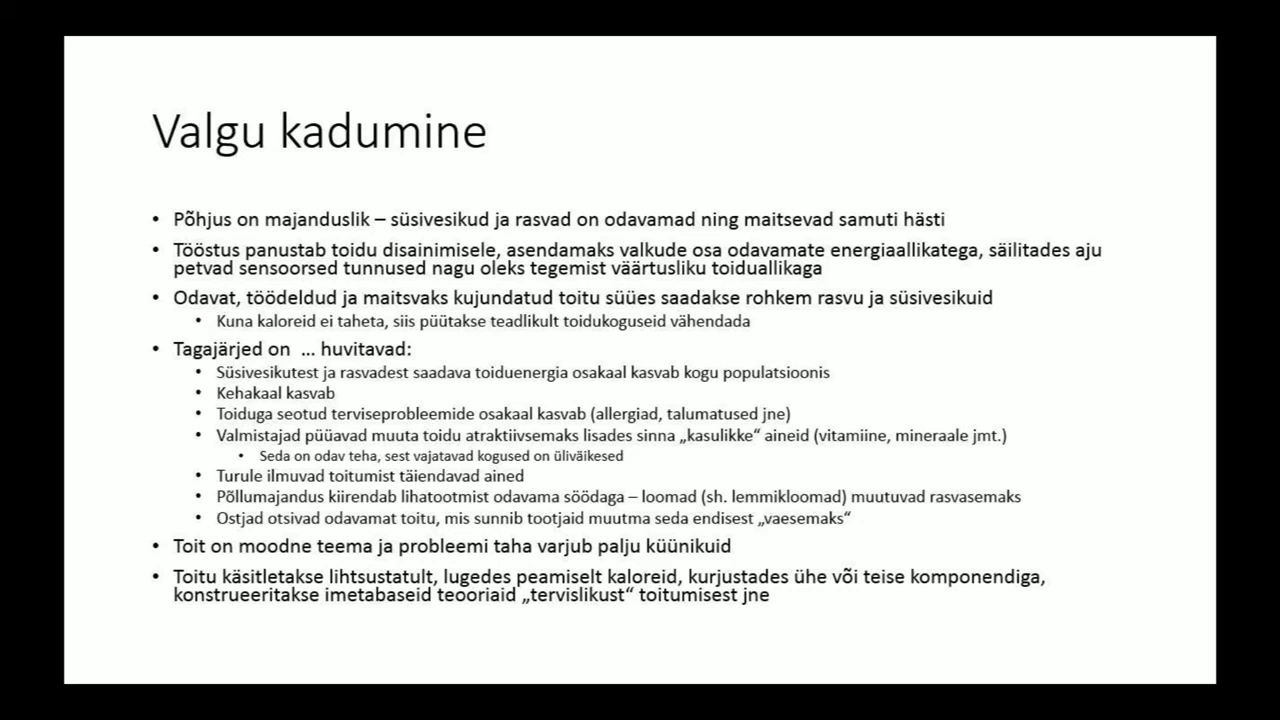 Valgu kadumine
• Põhjus on majanduslik – süsivesikud ja rasvad on odavamad ning maitsevad samuti hästi
• Tööstus panustab toidu disainimisele, asendamaks valkude osa odavamate energiaallikatega, säilitades aju
petvad sensoorsed tunnused nagu oleks tegemist väärtusliku toiduallikaga
• Odavat, töödeldud ja maitsvaks kujundatud toitu süües saadakse rohkem rasvu ja süsivesikuid
• Kuna kaloreid ei taheta, siis püütakse teadlikult toidukoguseid vähendada
• Tagajärjed on … huvitavad:
• Süsivesikutest ja rasvadest saadava toiduenergia osakaal kasvab kogu populatsioonis
• Kehakaal kasvab
• Toiduga seotud terviseprobleemide osakaal kasvab (allergiad, talumatused jne)
• Valmistajad püüavad muuta toidu atraktiivsemaks lisades sinna „kasulikke“ aineid (vitamiine, mineraale jmt.)
• Seda on odav teha, sest vajatavad kogused on üliväikesed
• Turule ilmuvad toitumist täiendavad ained
• Põllumajandus kiirendab lihatootmist odavama söödaga – loomad (sh. lemmikloomad) muutuvad rasvasemaks
• Ostjad otsivad odavamat toitu, mis sunnib tootjaid muutma seda endisest „vaesemaks“
• Toit on moodne teema ja probleemi taha varjub palju küünikuid
• Toitu käsitletakse lihtsustatult, lugedes peamiselt kaloreid, kurjustades ühe või teise komponendiga,
konstrueeritakse imetabaseid teooriaid „tervislikust“ toitumisest jne